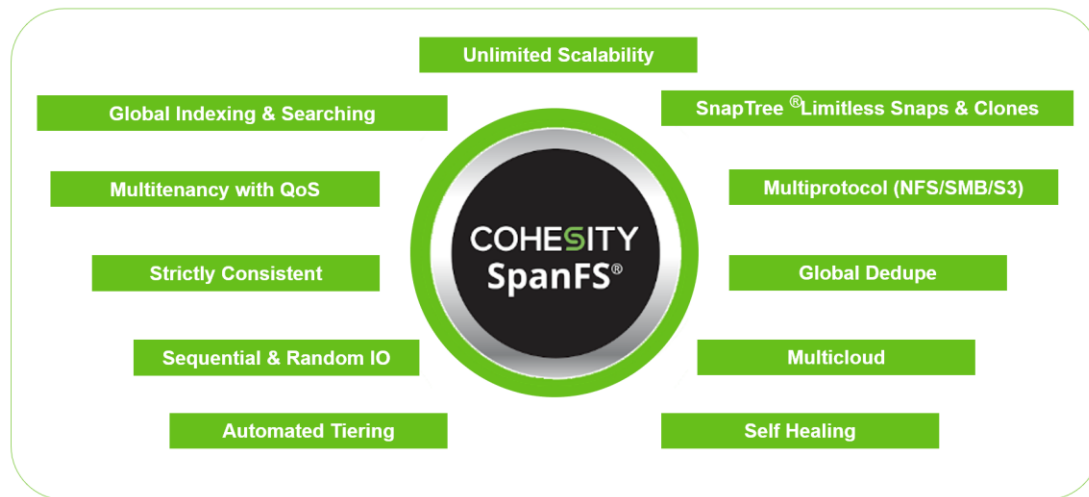 Unlimited Scalability
Global Indexing & Searching
SnapTree ®Limitless Snaps & Clones
Multitenancy with QoS
Multiprotocol (NFS/SMB/S3)
COHESITY
SpanFS®
Strictly Consistent
Global Dedupe
Sequential & Random IO
Multicloud
Automated Tiering
Self Healing